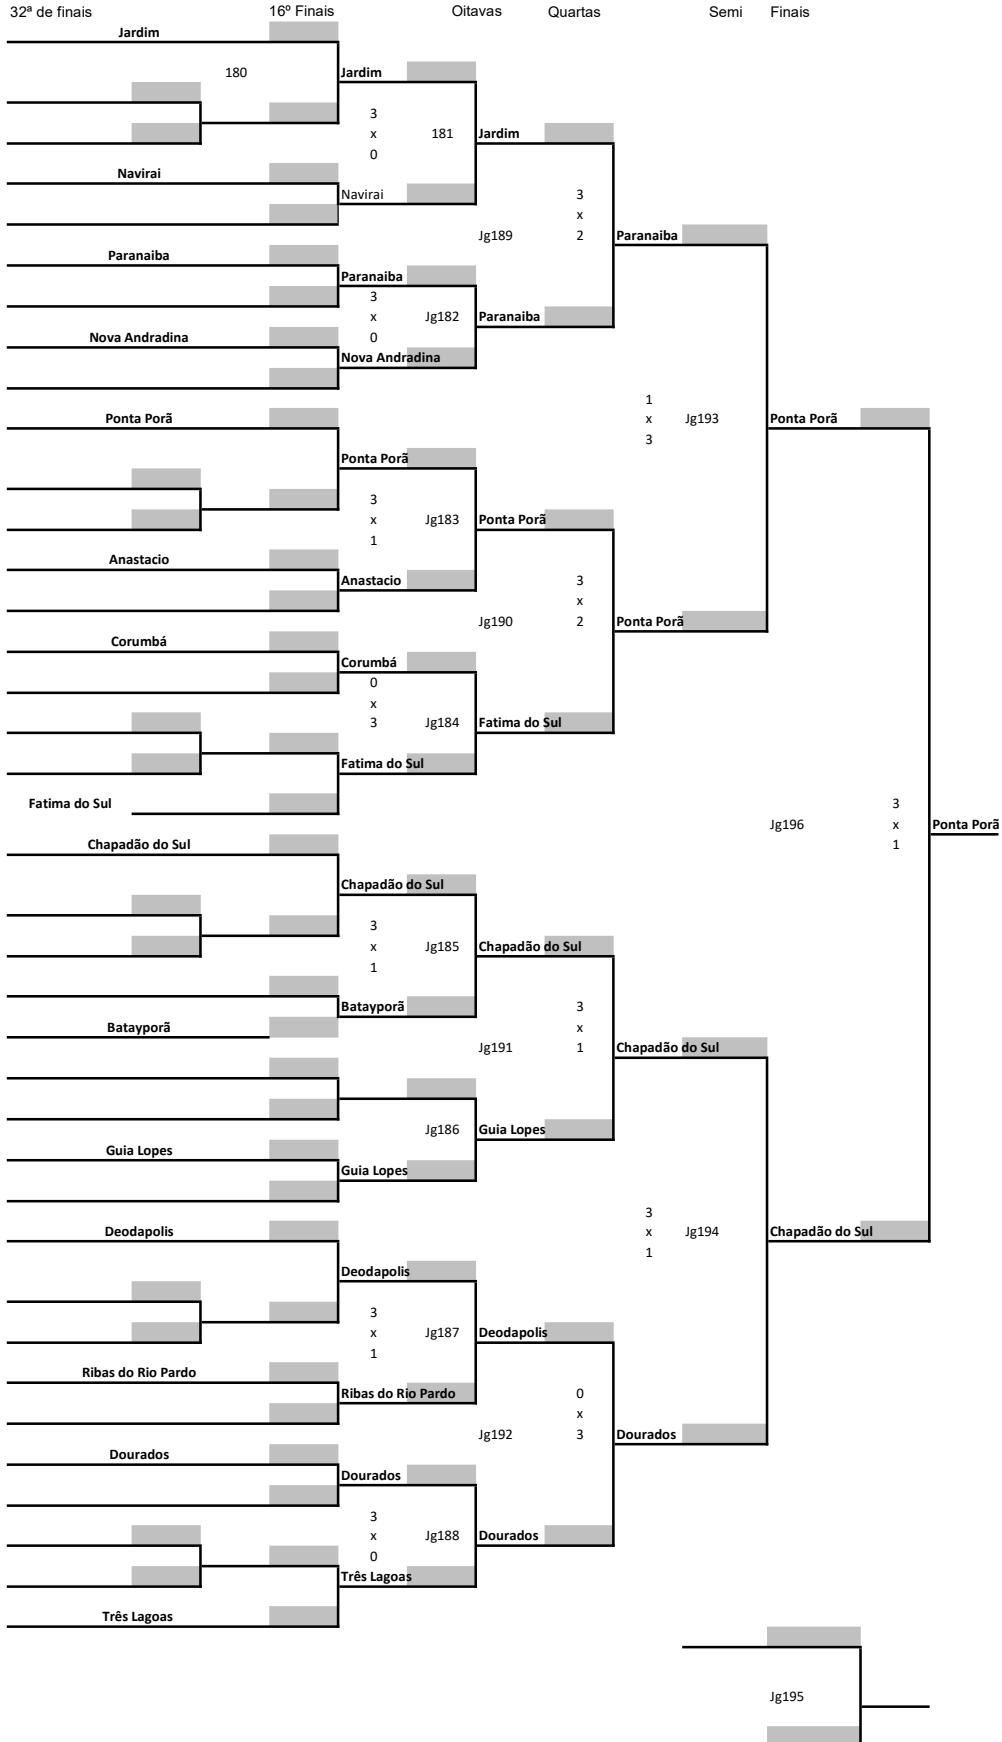 32ª de finais 16º Finais Oitavas Quartas Semi Finais
Jardim
180 Jardim
3
x 181 Jardim
0
Navirai
Navirai 3
x
Jg189 2 Paranaiba
Paranaiba
Paranaiba
3
x Jg182 Paranaiba
0
Nova Andradina
Nova Andradina
1
x Jg193 Ponta Porã
3
Ponta Porã
Ponta Porã
3
x Jg183 Ponta Porã
1
Anastacio
Anastacio 3
x
Jg190 2 Ponta Porã
Corumbá
Corumbá
0
x
3 Jg184 Fatima do Sul
Fatima do Sul
Fatima do Sul 3
Jg196 x Ponta Porã
1
Chapadão do Sul
Chapadão do Sul
3
x Jg185 Chapadão do Sul
1
Batayporã 3
Batayporã x
Jg191 1 Chapadão do Sul
Jg186 Guia Lopes
Guia Lopes
Guia Lopes
3
x Jg194 Chapadão do Sul
1
Deodapolis
Deodapolis
3
x Jg187 Deodapolis
1
Ribas do Rio Pardo
Ribas do Rio Pardo 0
x
Jg192 3 Dourados
Dourados
Dourados
3
x Jg188 Dourados
0
Três Lagoas
Três Lagoas
Jg195